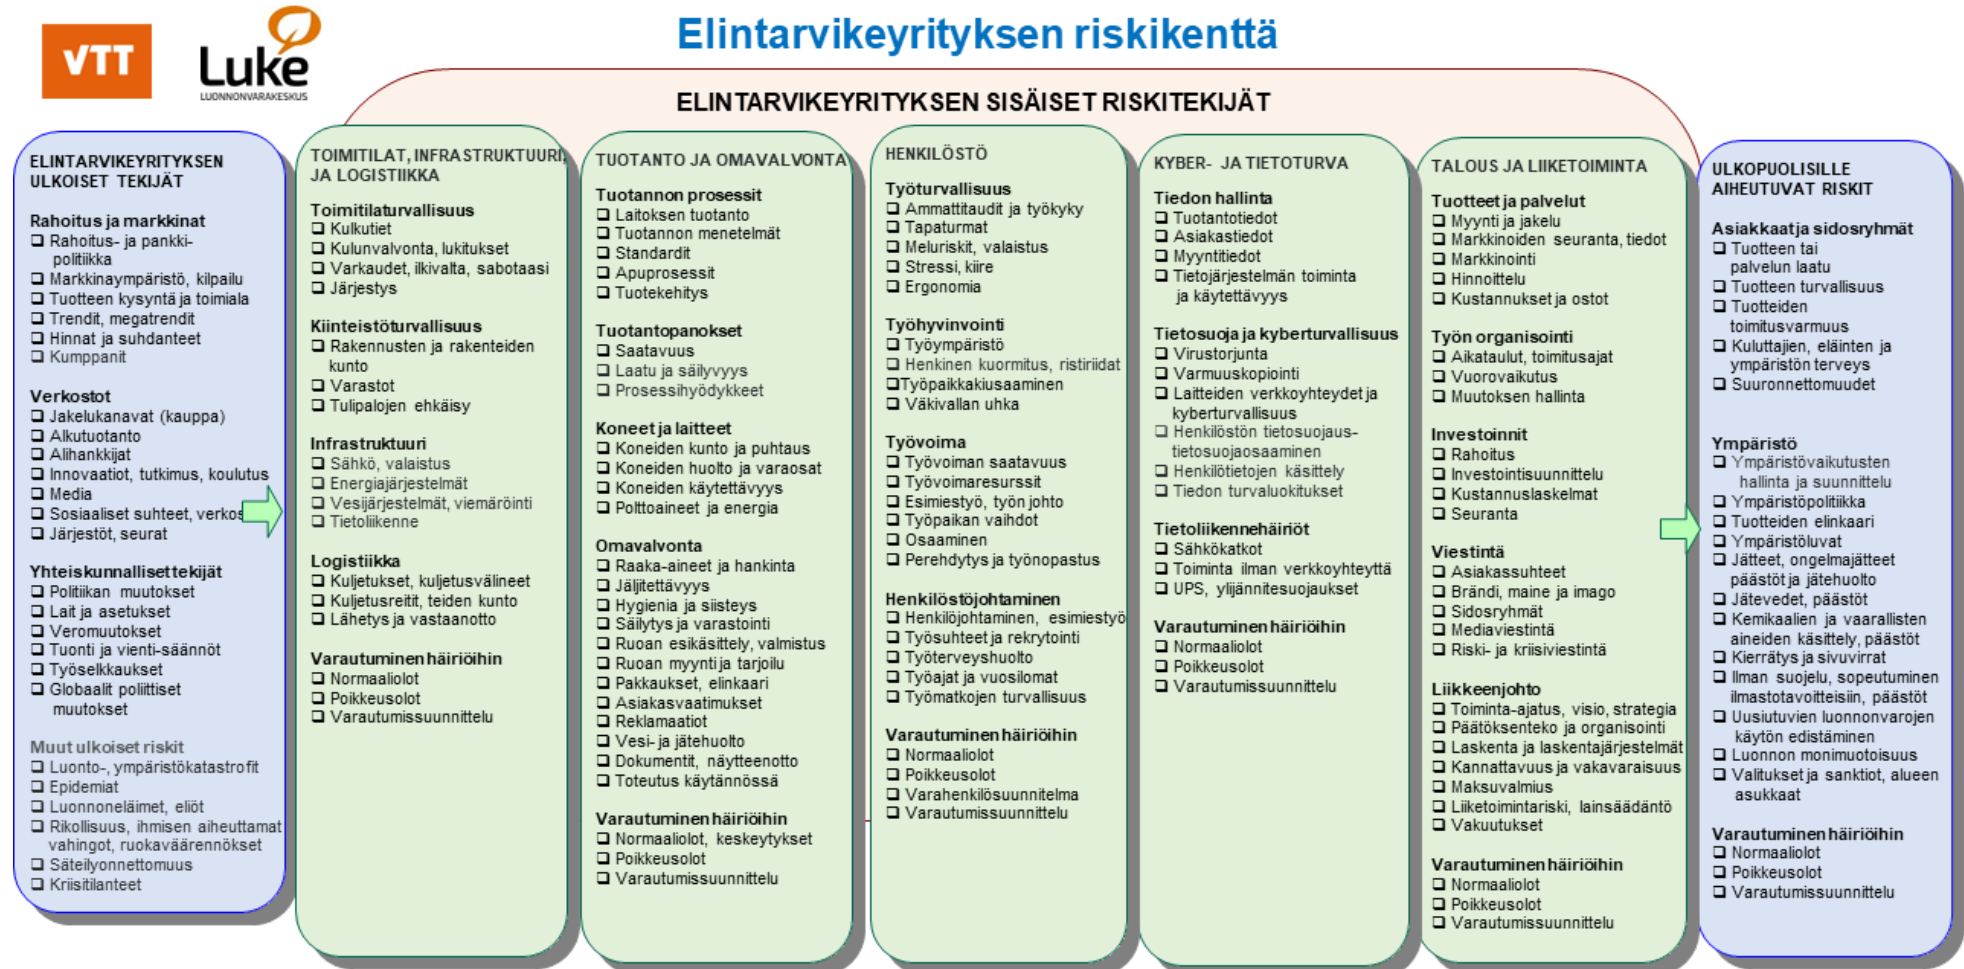 VTT
Luke
LUONNONVARAKESKUS
Elintarvikeyrityksen riskikenttä
ELINTARVIKEYRITYKSEN SISÄISET RISKITEKIJÄT
ELINTARVIKEYRITYKSEN
ULKOISET TEKIJÄT
Rahoitus ja markkinat
❑ Rahoitus- ja pankki-
politiikka
❑ Markkinaympäristö, kilpailu
❑ Tuotteen kysyntä ja toimiala
❑ Trendit, megatrendit
❑ Hinnat ja suhdanteet
❑ Kumppanit
Verkostot
❑ Jakelukanavat (kauppa)
❑ Alkutuotanto
❑ Alihankkijat
❑ Innovaatiot, tutkimus, koulutus
❑ Media
❑ Sosiaaliset suhteet, verkos
❑ Järjestöt, seurat
Yhteiskunnalliset tekijät
❑ Politiikan muutokset
❑ Lait ja asetukset
❑ Veromuutokset
❑ Tuonti ja vienti-säännöt
❑ Työselkkaukset
❑ Globaalit poliittiset
muutokset
Muut ulkoiset riskit
❑ Luonto-, ympäristökatastrofit
❑ Epidemiat
❑ Luonnoneläimet, eliöt
❑ Rikollisuus, ihmisen aiheuttamat
vahingot, ruokaväärennökset
❑ Säteilyonnettomuus
❑ Kriisitilanteet
TOIMITILAT, INFRASTRUKTUURI,
JA LOGISTIIKKA
Toimitilaturvallisuus
❑ Kulkutiet
❑ Kulunvalvonta, lukitukset
❑ Varkaudet, ilkivalta, sabotaasi
❑ Järjestys
Kiinteistöturvallisuus
❑ Rakennusten ja rakenteiden
kunto
❑ Varastot
❑ Tulipalojen ehkäisy
Infrastruktuuri
❑ Sähkö, valaistus
❑ Energiajärjestelmät
❑ Vesijärjestelmät, viemäröinti
❑ Tietoliikenne
Logistiikka
❑ Kuljetukset, kuljetusvälineet
❑ Kuljetusreitit, teiden kunto
❑ Lähetys ja vastaanotto
Varautuminen häiriöihin
❑ Normaaliolot
❑ Poikkeusolot
❑ Varautumissuunnittelu
TUOTANTO JA OMAVALVONTA
Tuotannon prosessit
❑ Laitoksen tuotanto
❑ Tuotannon menetelmät
❑ Standardit
❑ Apuprosessit
❑ Tuotekehitys
Tuotantopanokset
❑ Saatavuus
❑ Laatu ja säilyvyys
❑ Prosessihyödykkeet
Koneet ja laitteet
❑ Koneiden kunto ja puhtaus
❑ Koneiden huolto ja varaosat
❑ Koneiden käytettävyys
❑ Polttoaineet ja energia
Omavalvonta
❑ Raaka-aineet ja hankinta
❑ Jäljitettävyys
❑ Hygienia ja siisteys
❑ Säilytys ja varastointi
❑ Ruoan esikäsittely, valmistus
❑ Ruoan myynti ja tarjoilu
❑ Pakkaukset, elinkaari
❑ Asiakasvaatimukset
❑ Reklamaatiot
❑ Vesi- ja jätehuolto
❑ Dokumentit, näytteenotto
❑ Toteutus käytännössä
Varautuminen häiriöihin
❑ Normaaliolot, keskeytykset
❑ Poikkeusolot
❑ Varautumissuunnittelu
HENKILÖSTÖ
Työturvallisuus
❑ Ammattitaudit ja työkyky
❑ Tapaturmat
❑ Meluriskit, valaistus
❑ Stressi, kiire
❑ Ergonomia
Työhyvinvointi
❑ Työympäristö
❑ Henkinen kuormitus, ristiriidat
❑Työpaikkakiusaaminen
❑ Väkivallan uhka
Työvoima
❑ Työvoiman saatavuus
❑ Työvoimaresurssit
❑ Esimiestyö, työn johto
❑ Työpaikan vaihdot
❑ Osaaminen
❑ Perehdytys ja työnopastus
Henkilöstöjohtaminen
❑ Henkilöjohtaminen, esimiestyö
❑ Työsuhteet ja rekrytointi
❑ Työterveyshuolto
❑ Työajat ja vuosilomat
❑ Työmatkojen turvallisuus
Varautuminen häiriöihin
❑ Normaaliolot
❑ Poikkeusolot
❑ Varahenkilösuunnitelma
❑ Varautumissuunnittelu
KYBER- JA TIETOTURVA
Tiedon hallinta
❑ Tuotantotiedot
❑ Asiakastiedot
❑ Myyntitiedot
❑ Tietojärjestelmän toiminta
ja käytettävyys
Tietosuoja ja kyberturvallisuus
❑ Virustorjunta
❑ Varmuuskopiointi
❑ Laitteiden verkkoyhteydet ja
kyberturvallisuus
❑ Henkilöstön tietosuojaus-
tietosuojaosaaminen
❑ Henkilötietojen käsittely
❑ Tiedon turvaluokitukset
Tietoliikennehäiriöt
❑ Sähkökatkot
❑ Toiminta ilman verkkoyhteyttä
❑ UPS, ylijännitesuojaukset
Varautuminen häiriöihin
❑ Normaaliolot
❑ Poikkeusolot
❑ Varautumissuunnittelu
TALOUS JA LIIKETOIMINTA
Tuotteet ja palvelut
❑ Myynti ja jakelu
❑ Markkinoiden seuranta, tiedot
❑ Markkinointi
❑ Hinnoittelu
❑ Kustannukset ja ostot
Työn organisointi
❑ Aikataulut, toimitusajat
❑ Vuorovaikutus
❑ Muutoksen hallinta
Investoinnit
❑ Rahoitus
❑ Investointisuunnittelu
❑ Kustannuslaskelmat
❑ Seuranta
Viestintä
❑ Asiakassuhteet
❑ Brändi, maine ja imago
❑ Sidosryhmät
❑ Mediaviestintä
❑ Riski- ja kriisiviestintä
Liikkeenjohto
❑ Toiminta-ajatus, visio, strategia
❑ Päätöksenteko ja organisointi
❑ Laskenta ja laskentajärjestelmät
❑ Kannattavuus ja vakavaraisuus
❑ Maksuvalmius
❑ Liiketoimintariski, lainsäädäntö
❑ Vakuutukset
Varautuminen häiriöihin
❑ Normaaliolot
❑ Poikkeusolot
❑ Varautumissuunnittelu
ULKOPUOLISILLE
AIHEUTUVAT RISKIT
Asiakkaat ja sidosryhmät
❑ Tuotteen tai
palvelun laatu
❑ Tuotteen turvallisuus
❑ Tuotteiden
toimitusvarmuus
❑ Kuluttajien, eläinten ja
ympäristön terveys
❑ Suuronnettomuudet
Ympäristö
❑ Ympäristövaikutusten
hallinta ja suunnittelu
❑ Ympäristöpolitiikka
❑ Tuotteiden elinkaari
❑ Ympäristöluvat
❑ Jätteet, ongelmajätteet
päästöt ja jätehuolto
❑ Jätevedet, päästöt
❑ Kemikaalien ja vaarallisten
aineiden käsittely, päästöt
❑ Kierrätys ja sivuvirrat
❑ Ilman suojelu, sopeutuminen
ilmastotavoitteisiin, päästöt
❑ Uusiutuvien luonnonvarojen
käytön edistäminen
❑ Luonnon monimuotoisuus
❑ Valitukset ja sanktiot, alueen
asukkaat
Varautuminen häiriöihin
❑ Normaaliolot
❑ Poikkeusolot
❑ Varautumissuunnittelu